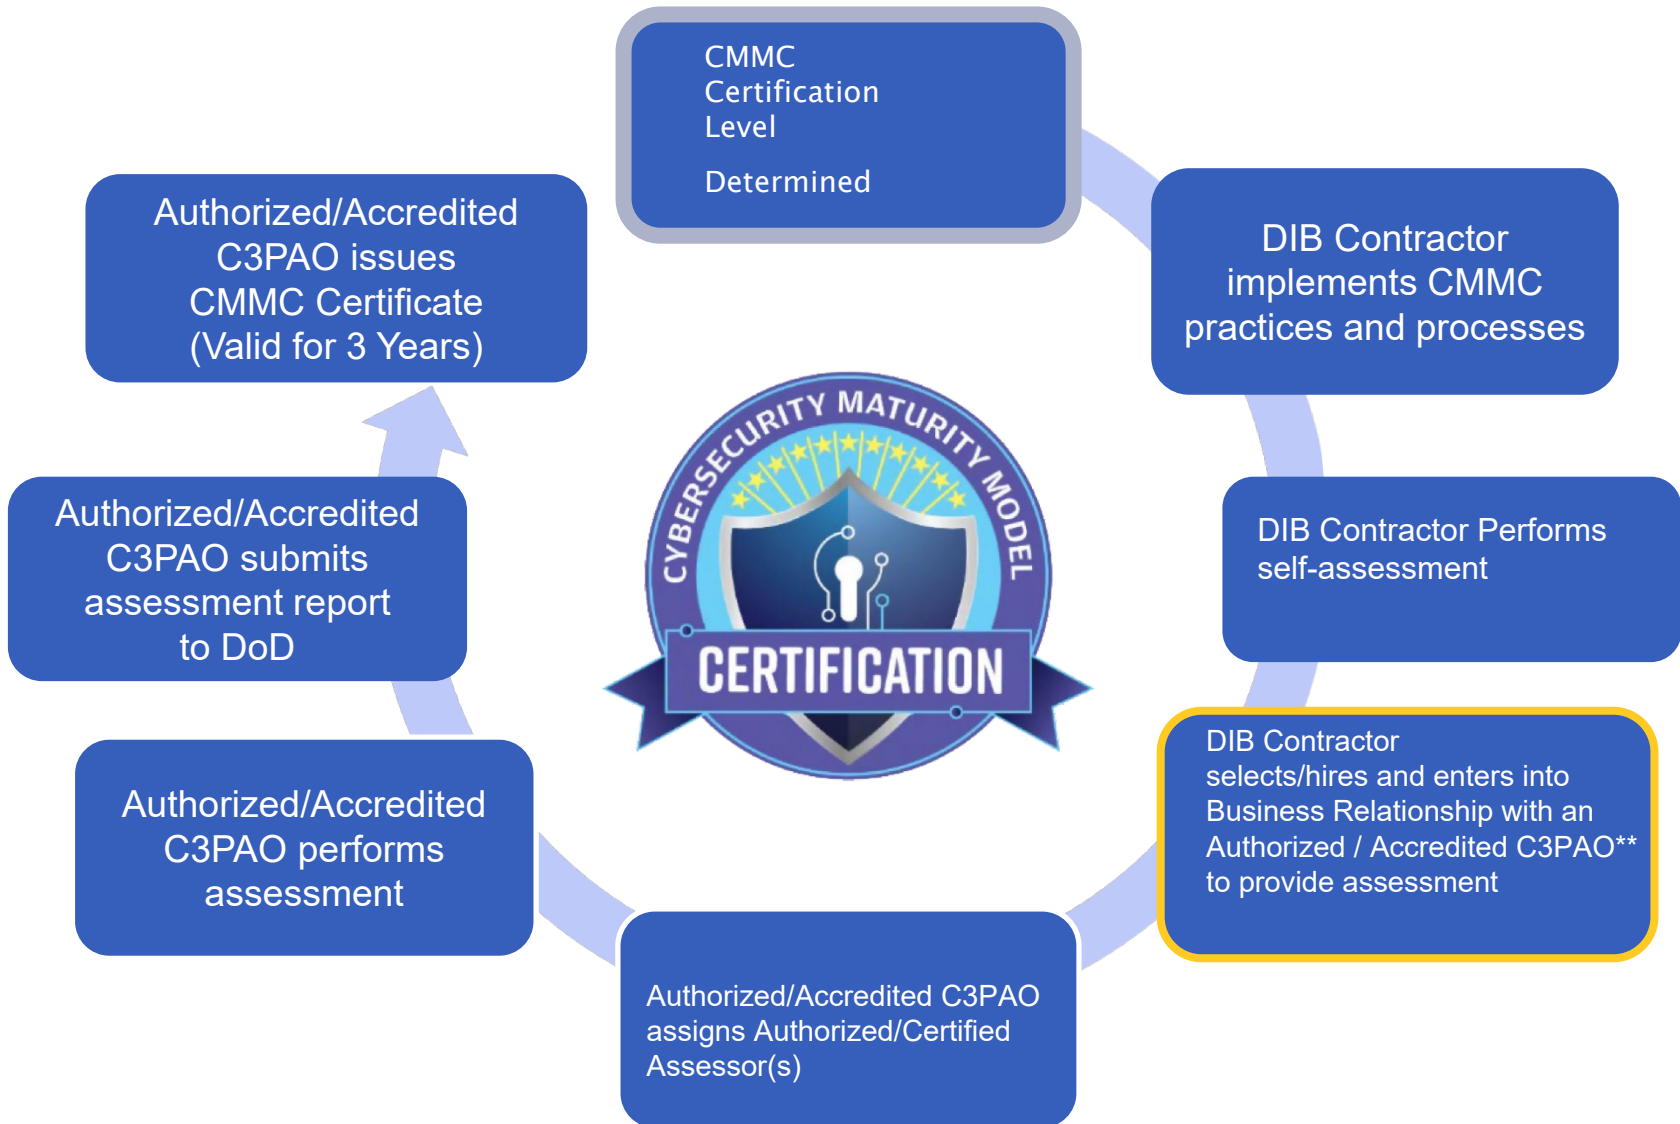 CMMC
Certification
Level
Determined
DIB Contractor
implements CMMC
practices and processes
DIB Contractor Performs
self-assessment
DIB Contractor
selects/hires and enters into
Business Relationship with an
Authorized / Accredited C3PAO**
to provide assessment
Authorized/Accredited C3PAO
assigns Authorized/Certified
Assessor(s)
Authorized/Accredited
C3PAO performs
assessment
Authorized/Accredited
C3PAO submits
assessment report
to DoD
Authorized/Accredited
C3PAO issues
CMMC Certificate
(Valid for 3 Years)
CYBERSECURITY MATURITY MODEL
CERTIFICATION